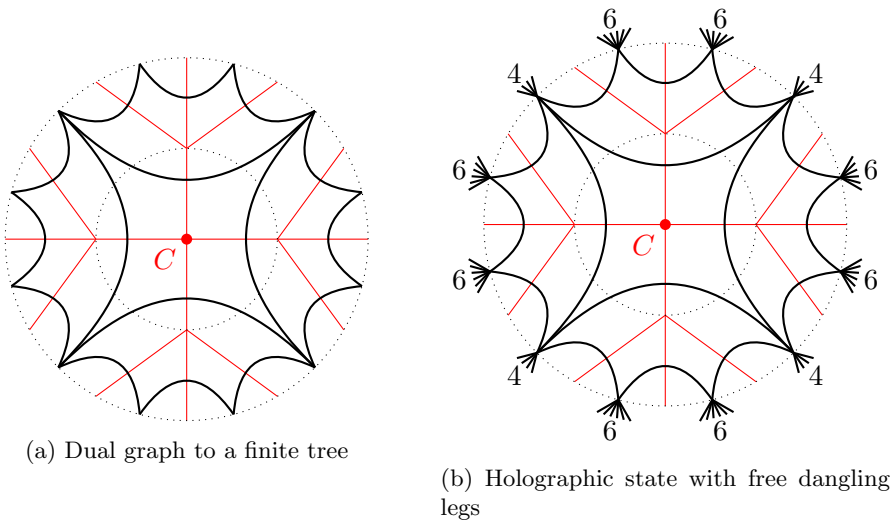 6 6
4 4
6 6
C C
6 6
4 4
6 6
(a) Dual graph to a finite tree
(b) Holographic state with free dangling
legs